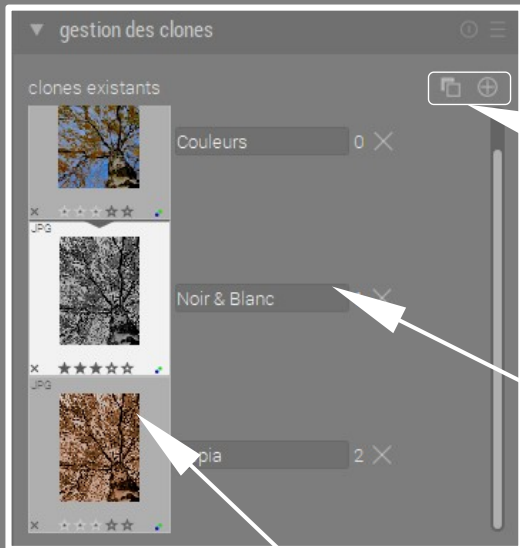 gestion des clones
clones existants
Couleurs 0
JPG
Noir & Blanc
JPG
pia 2